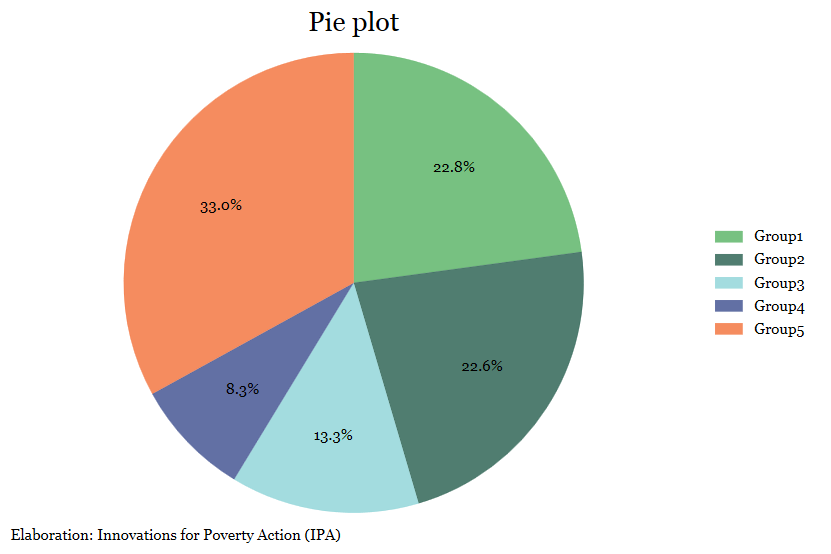 Pie plot
22.8%
33.0%
22.6%
8.3%
13.3%
Group1
Group2
Group3
Group4
Group5
Elaboration: Innovations for Poverty Action (IPA)